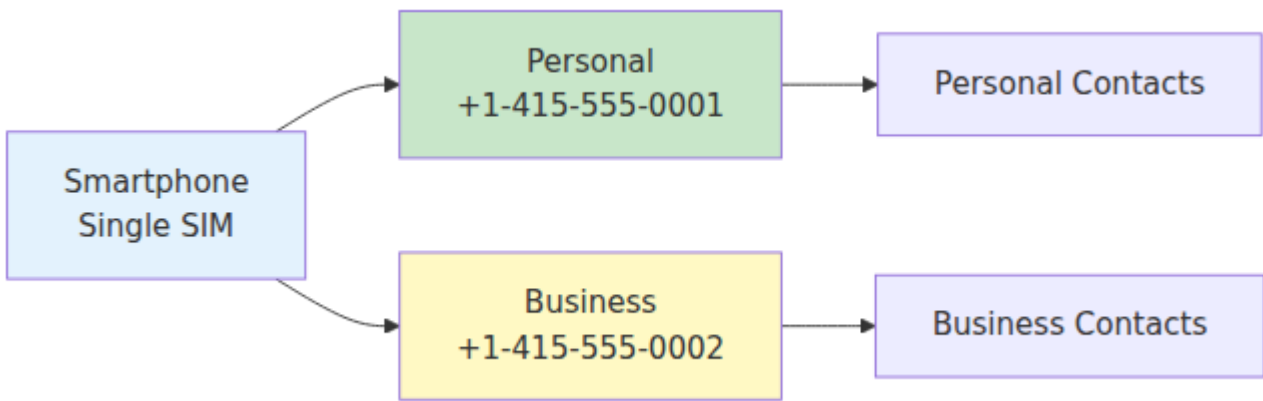 Smartphone
Single SIM
Personal
+1-415-555-0001
Personal Contacts
Business
+1-415-555-0002
Business Contacts